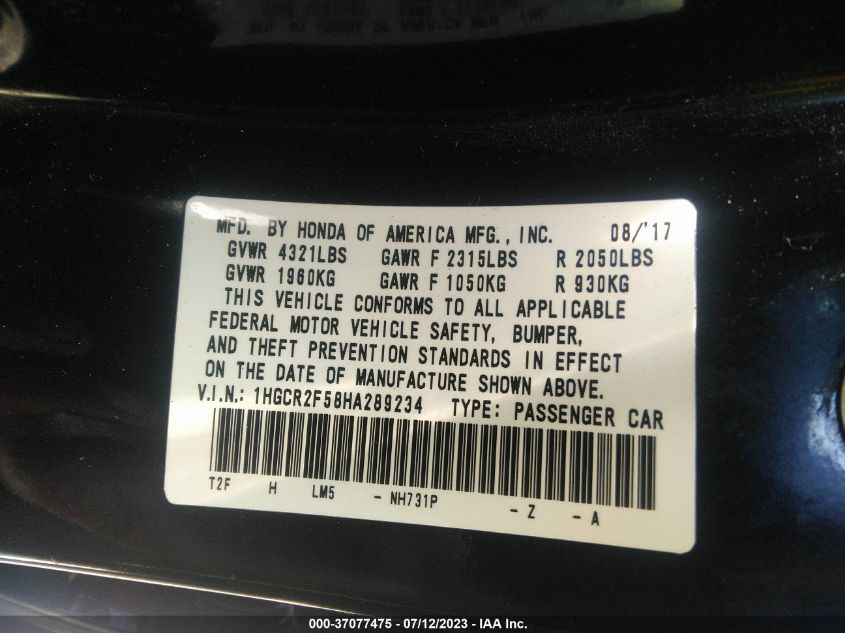 MFD. BY HONDA OF AMERICA MFG., INC. 08/'17
GVWR 4321LBS GAWR F 2315LBS R 2050LBS
GVWR 1960KG GAWR F 1050KG R 930KG
THIS VEHICLE CONFORMS TO ALL APPLICABLE
FEDERAL MOTOR VEHICLE SAFETY, BUMPER,
AND THEFT PREVENTION STANDARDS IN EFFECT
ON THE DATE OF MANUFACTURE SHOWN ABOVE.
V.I.N.: 1HGCR2F58HA289234 TYPE: PASSENGER CAR
T2F H LM5 - NH731P - Z - A
000-37077475 - 07/12/2023 - IAA Inc.